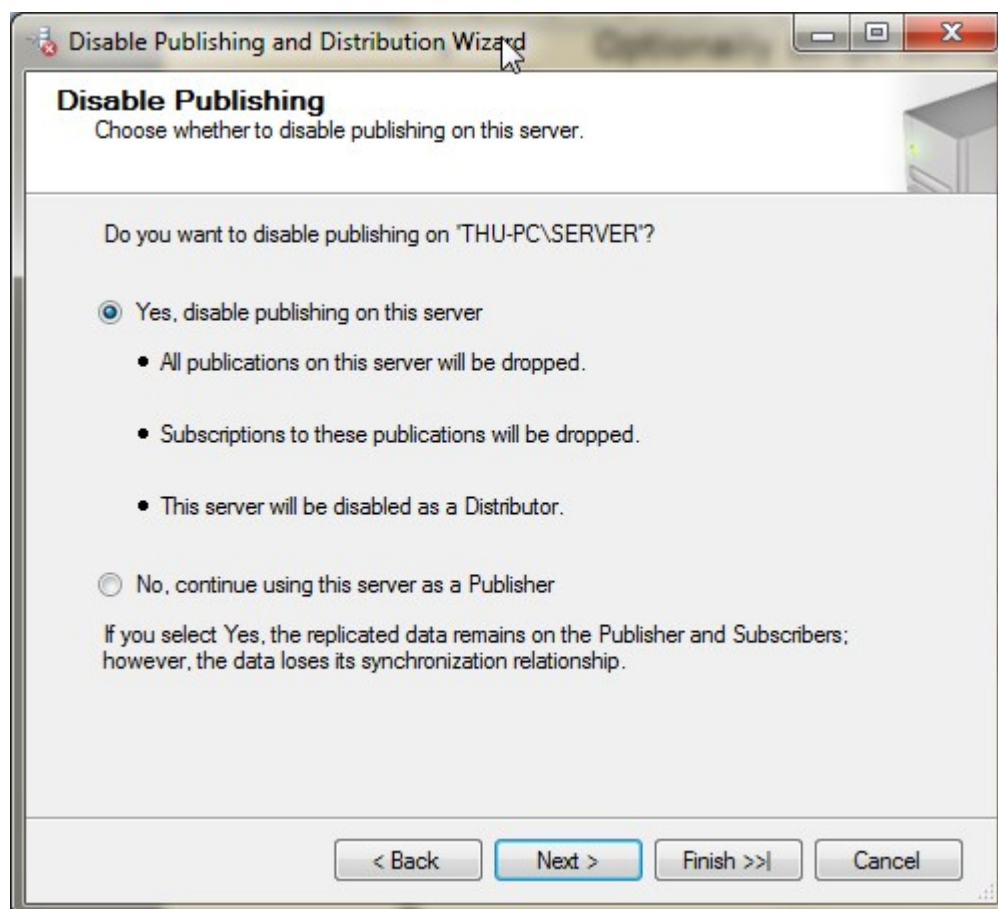 Disable Publishing and Distribution Wizard
Optionally
Disable Publishing
Choose whether to disable publishing on this server.
Do you want to disable publishing on "THU-PC\SERVER"?
Yes, disable publishing on this server
• All publications on this server will be dropped.
• Subscriptions to these publications will be dropped.
• This server will be disabled as a Distributor.
No, continue using this server as a Publisher
If you select Yes, the replicated data remains on the Publisher and Subscribers;
however, the data loses its synchronization relationship.
< Back
Next >
Finish >>|
Cancel